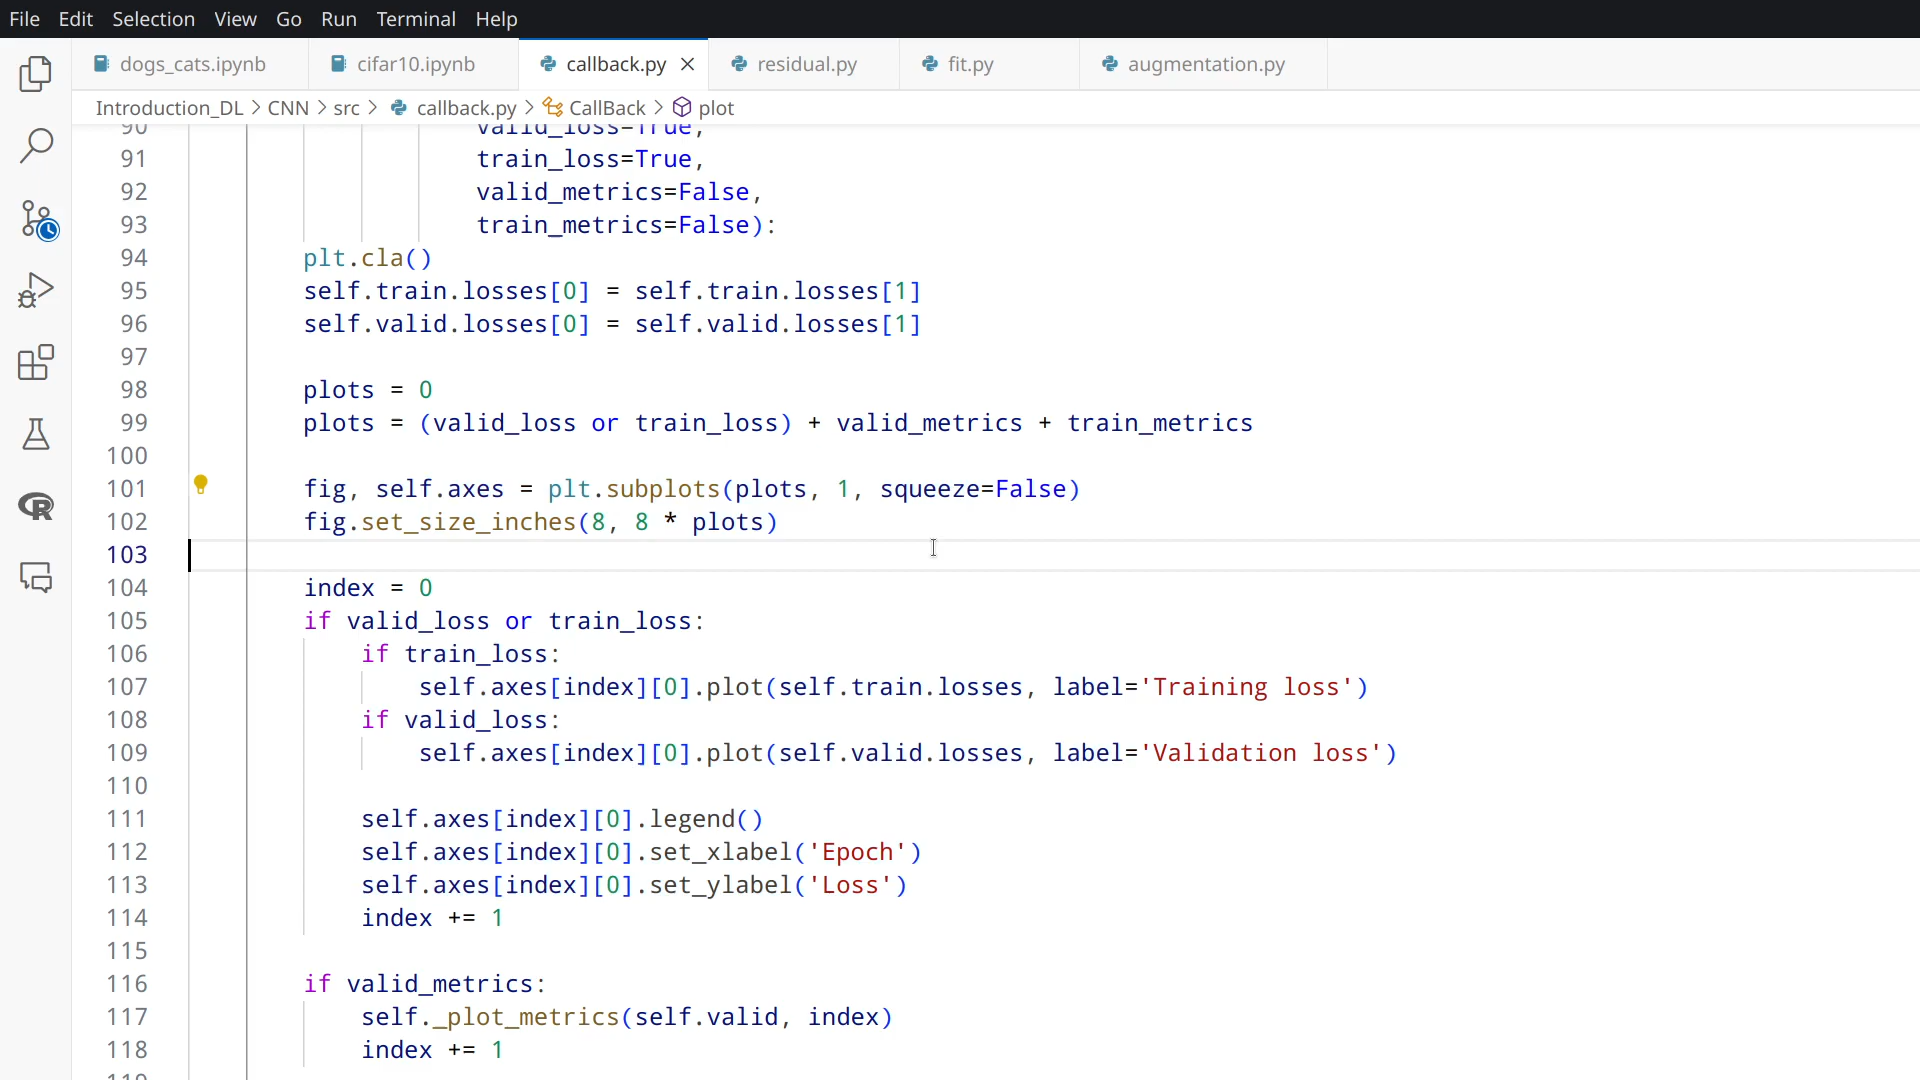 File Edit Selection View Go Run Terminal Help
dogs_cats.ipynb cifar10.ipynb callback.py residual.py fit.py augmentation.py
Introduction_DL > CNN > src > callback.py > CallBack > plot
90 valid_loss=True,
91 train_loss=True,
92 valid_metrics=False,
93 train_metrics=False):
94 plt.cla()
95 self.train.losses[0] = self.train.losses[1]
96 self.valid.losses[0] = self.valid.losses[1]
97
98 plots = 0
99 plots = (valid_loss or train_loss) + valid_metrics + train_metrics
100
101 fig, self.axes = plt.subplots(plots, 1, squeeze=False)
102 fig.set_size_inches(8, 8 * plots)
103
104 index = 0
105 if valid_loss or train_loss:
106 if train_loss:
107 self.axes[index][0].plot(self.train.losses, label='Training loss')
108 if valid_loss:
109 self.axes[index][0].plot(self.valid.losses, label='Validation loss')
110
111 self.axes[index][0].legend()
112 self.axes[index][0].set_xlabel('Epoch')
113 self.axes[index][0].set_ylabel('Loss')
114 index += 1
115
116 if valid_metrics:
117 self._plot_metrics(self.valid, index)
118 index += 1
119